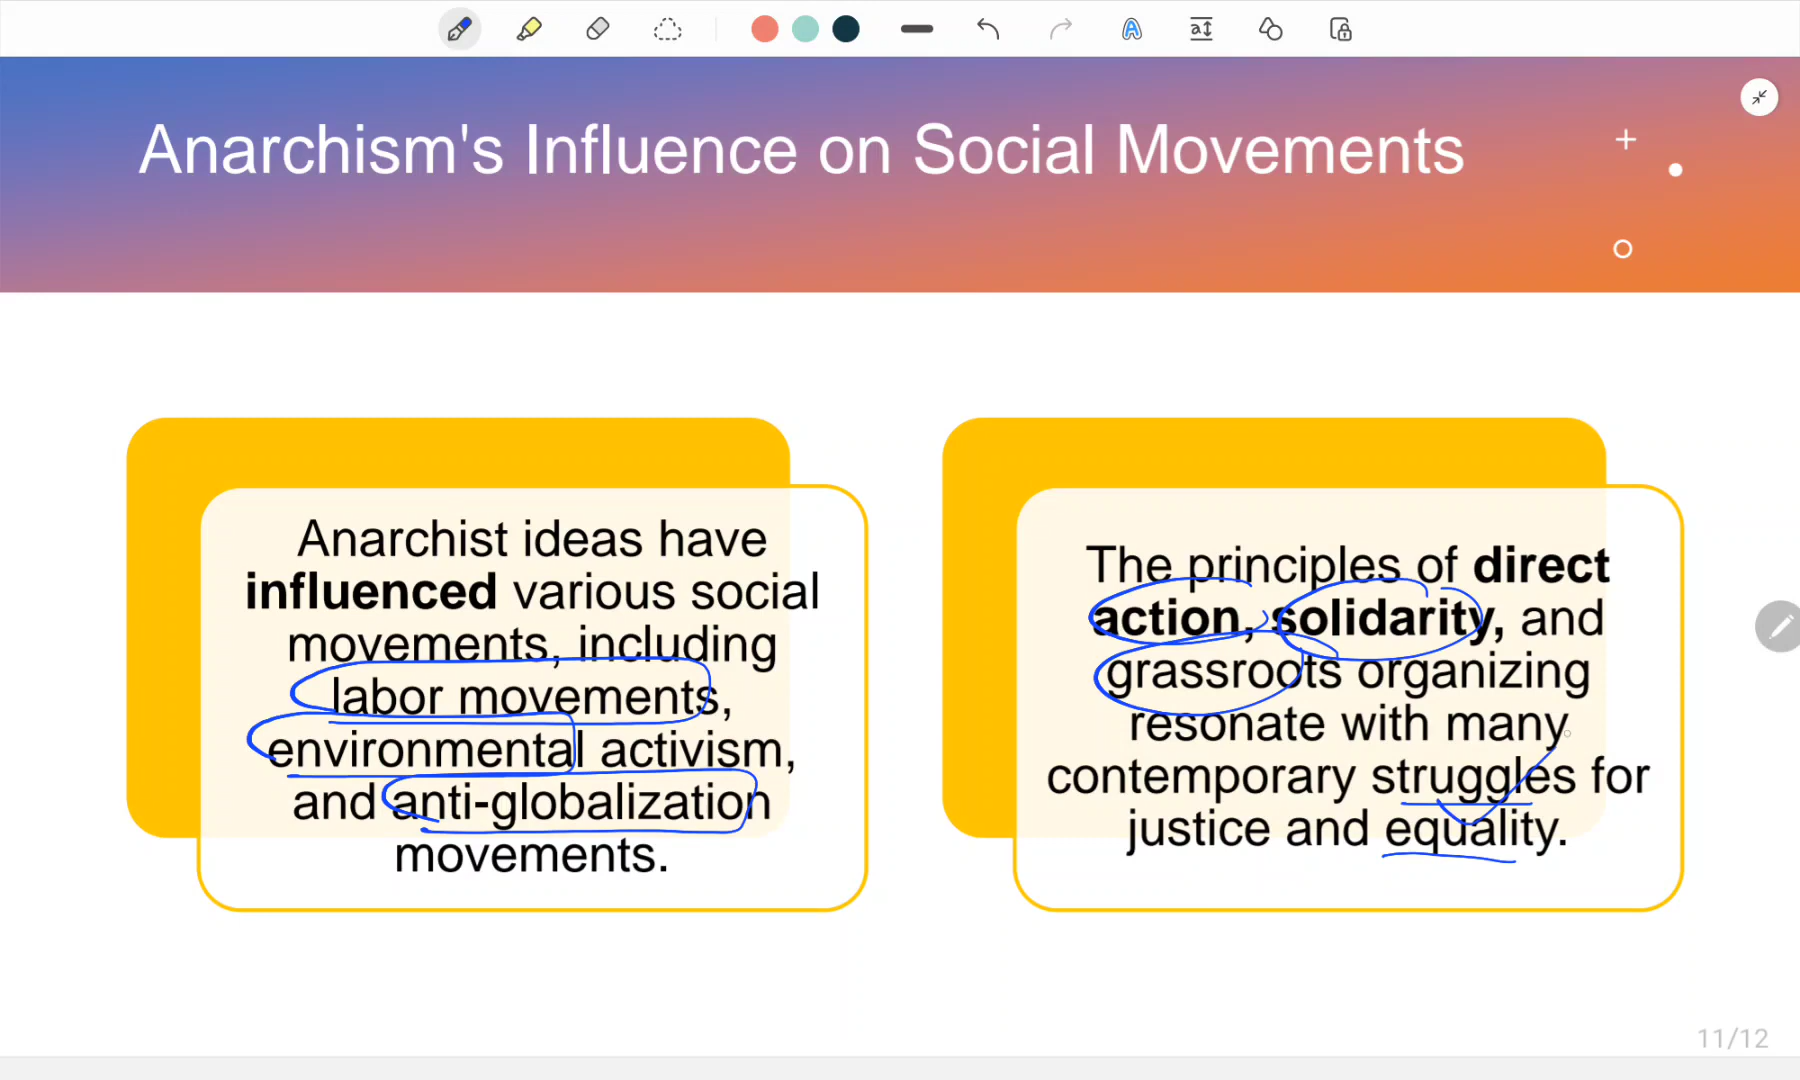 Anarchism's Influence on Social Movements
Anarchist ideas have
influenced various social
movements, including
labor movements,
environmental activism,
and anti-globalization
movements.
The principles of direct
action, solidarity, and
grassroots organizing
resonate with many
contemporary struggles for
justice and equality.
11/12